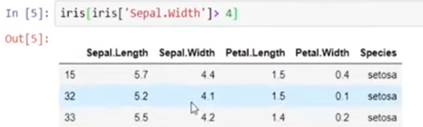 In [5]: iris[iris['Sepal.Width']> 4]
Out[5]:
Sepal.Length Sepal.Width Petal.Length Petal.Width Species
15 5.7 4.4 1.5 0.4 setosa
32 5.2 4.1 1.5 0.1 setosa
33 5.5 4.2 1.4 0.2 setosa